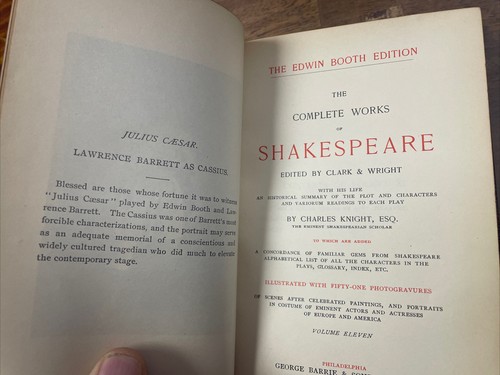 JULIUS CÆSAR.
LAWRENCE BARRETT AS CASSIUS.
Blessed are those whose fortune it was to witness
"Julius Cæsar" played by Edwin Booth and Law-
rence Barrett. The Cassius was one of Barrett's most
forcible characterizations, and the portrait may serve
as an adequate memorial of a conscientious and
widely cultured tragedian who did much to elevate
the contemporary stage.
THE EDWIN BOOTH EDITION
THE
COMPLETE WORKS
OF
SHAKESPEARE
EDITED BY CLARK & WRIGHT
WITH HIS LIFE
AN HISTORICAL SUMMARY OF THE PLOT AND CHARACTERS
AND VARIORUM READINGS TO EACH PLAY
BY CHARLES KNIGHT, ESQ.
THE EMINENT SHAKESPEAREAN SCHOLAR
TO WHICH ARE ADDED
A CONCORDANCE OF FAMILIAR GEMS FROM SHAKESPEARE
ALPHABETICAL LIST OF ALL THE CHARACTERS IN THE
PLAYS, GLOSSARY, INDEX, ETC.
ILLUSTRATED WITH FIFTY-ONE PHOTOGRAVURES
OF SCENES AFTER CELEBRATED PAINTINGS, AND PORTRAITS
IN COSTUME OF EMINENT ACTORS AND ACTRESSES
OF EUROPE AND AMERICA
VOLUME ELEVEN
PHILADELPHIA
GEORGE BARRIE & SONS